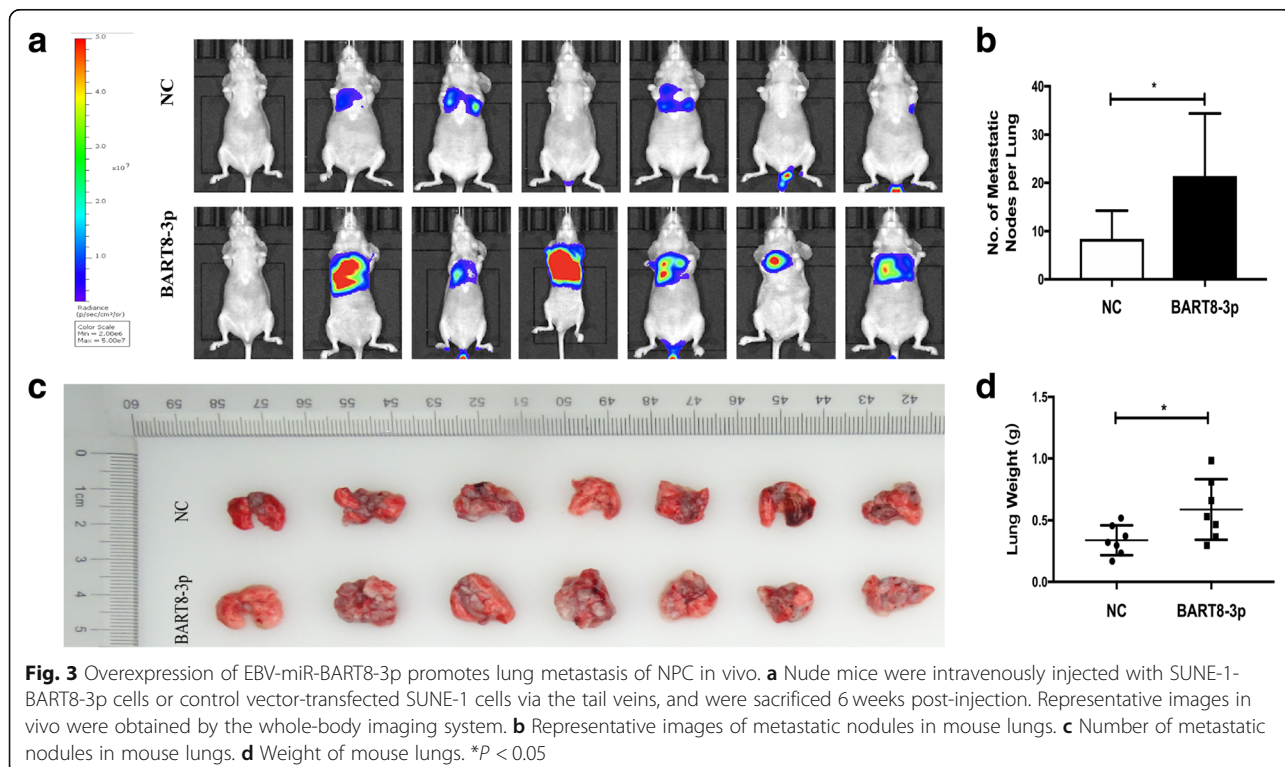 a
5.0
4.0
3.0
×10⁷
2.0
1.0
Radiance
(p/sec/cm²/sr)
Color Scale
Min = 2.00e6
Max = 5.00e7
NC
BART8-3p
b
No. of Metastatic
Nodes per Lung
40
30
20
10
0
*
NC
BART8-3p
c
60 59 58 57 55 54 53 52 51 50 49 48 46 45 44 43 42
0
1cm
2
3
4
5
NC
BART8-3p
d
Lung Weight (g)
1.5
1.0
0.5
0.0
*
NC
BART8-3p
Fig. 3 Overexpression of EBV-miR-BART8-3p promotes lung metastasis of NPC in vivo. a Nude mice were intravenously injected with SUNE-1-
BART8-3p cells or control vector-transfected SUNE-1 cells via the tail veins, and were sacrificed 6 weeks post-injection. Representative images in
vivo were obtained by the whole-body imaging system. b Representative images of metastatic nodules in mouse lungs. c Number of metastatic
nodules in mouse lungs. d Weight of mouse lungs. *P < 0.05